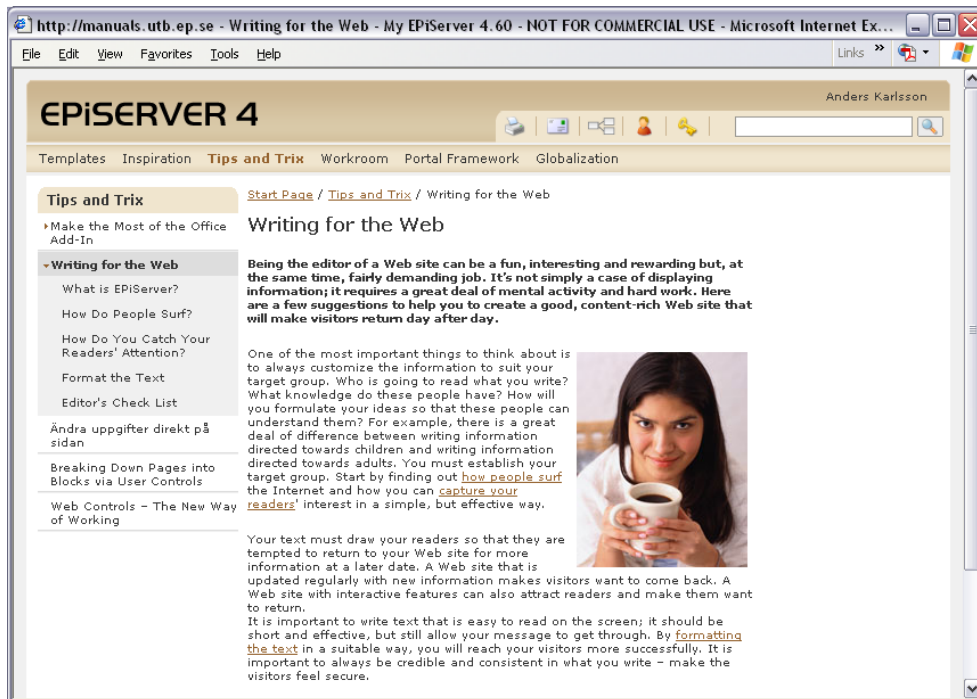 http://manuals.utb.ep.se - Writing for the Web - My EPiServer 4.60 - NOT FOR COMMERCIAL USE - Microsoft Internet Ex...
File Edit View Favorites Tools Help Links »
Anders Karlsson
EPiSERVER 4
Templates Inspiration Tips and Trix Workroom Portal Framework Globalization
Tips and Trix
Make the Most of the Office
Add-In
Writing for the Web
What is EPiServer?
How Do People Surf?
How Do You Catch Your
Readers' Attention?
Format the Text
Editor's Check List
Ändra uppgifter direkt på
sidan
Breaking Down Pages into
Blocks via User Controls
Web Controls – The New Way
of Working
Start Page / Tips and Trix / Writing for the Web
Writing for the Web
Being the editor of a Web site can be a fun, interesting and rewarding but, at
the same time, fairly demanding job. It's not simply a case of displaying
information; it requires a great deal of mental activity and hard work. Here
are a few suggestions to help you to create a good, content-rich Web site that
will make visitors return day after day.
One of the most important things to think about is
to always customize the information to suit your
target group. Who is going to read what you write?
What knowledge do these people have? How will
you formulate your ideas so that these people can
understand them? For example, there is a great
deal of difference between writing information
directed towards children and writing information
directed towards adults. You must establish your
target group. Start by finding out how people surf
the Internet and how you can capture your
readers' interest in a simple, but effective way.
Your text must draw your readers so that they are
tempted to return to your Web site for more
information at a later date. A Web site that is
updated regularly with new information makes visitors want to come back. A
Web site with interactive features can also attract readers and make them want
to return.
It is important to write text that is easy to read on the screen; it should be
short and effective, but still allow your message to get through. By formatting
the text in a suitable way, you will reach your visitors more successfully. It is
important to always be credible and consistent in what you write – make the
visitors feel secure.